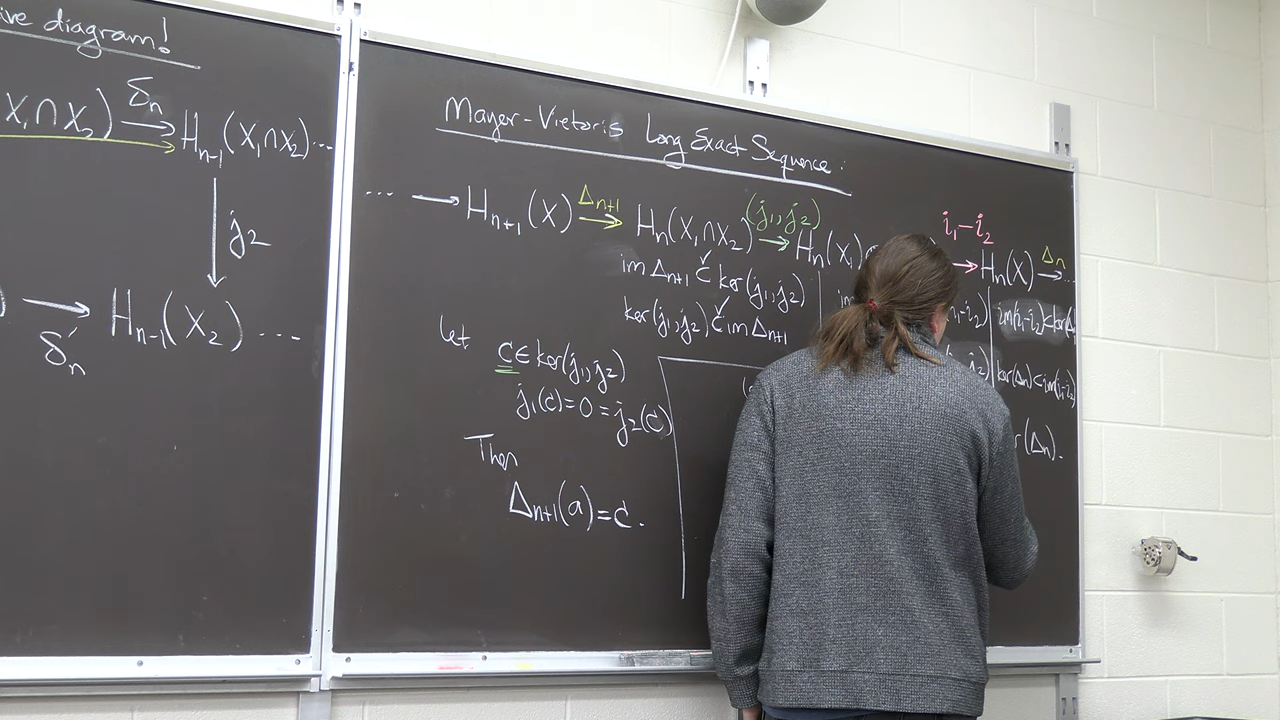 ive diagram!
X₁∩X₂) δₙ → Hₙ₋₁(X₁∩X₂)...
↓ j₂
→ δ'ₙ Hₙ₋₁(X₂) ...
Mayer-Vietoris Long Exact Sequence:
... → Hₙ₊₁(X) Δₙ₊₁ → Hₙ(X₁∩X₂) (j₁,j₂) → Hₙ(X₁) i₁-i₂ → Hₙ(X) Δₙ → ...
im Δₙ₊₁ ⊂ ker(j₁,j₂)
ker(j₁,j₂) ⊂ im Δₙ₊₁
im(i₁-i₂)⊂ker(Δ
ker(Δₙ)⊂im(i₁-i₂)
let c ∈ ker(j₁,j₂)
j₁(c)=0=j₂(c)
Then
Δₙ₊₁(a)=c.
r(Δₙ).